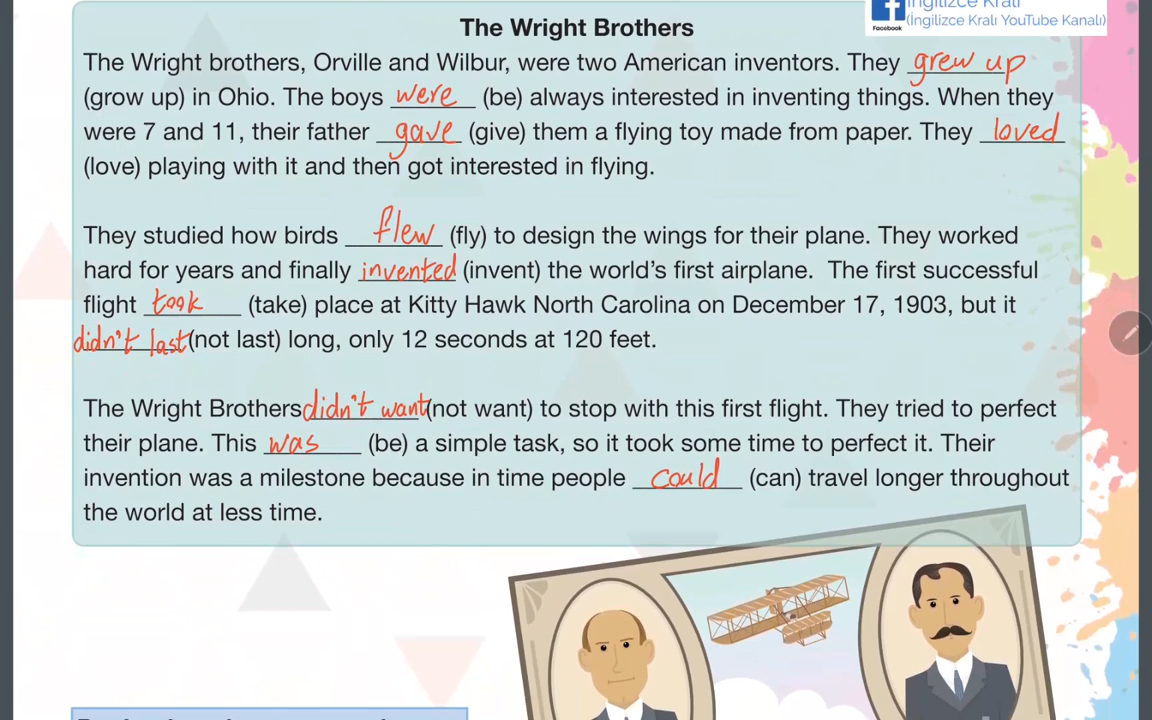 İngilizce Kralı
(İngilizce Kralı YouTube Kanalı)
Facebook
The Wright Brothers
The Wright brothers, Orville and Wilbur, were two American inventors. They grew up
(grow up) in Ohio. The boys were (be) always interested in inventing things. When they
were 7 and 11, their father gave (give) them a flying toy made from paper. They loved
(love) playing with it and then got interested in flying.
They studied how birds flew (fly) to design the wings for their plane. They worked
hard for years and finally invented (invent) the world’s first airplane. The first successful
flight took (take) place at Kitty Hawk North Carolina on December 17, 1903, but it
didn't last (not last) long, only 12 seconds at 120 feet.
The Wright Brothers didn't want (not want) to stop with this first flight. They tried to perfect
their plane. This was (be) a simple task, so it took some time to perfect it. Their
invention was a milestone because in time people could (can) travel longer throughout
the world at less time.